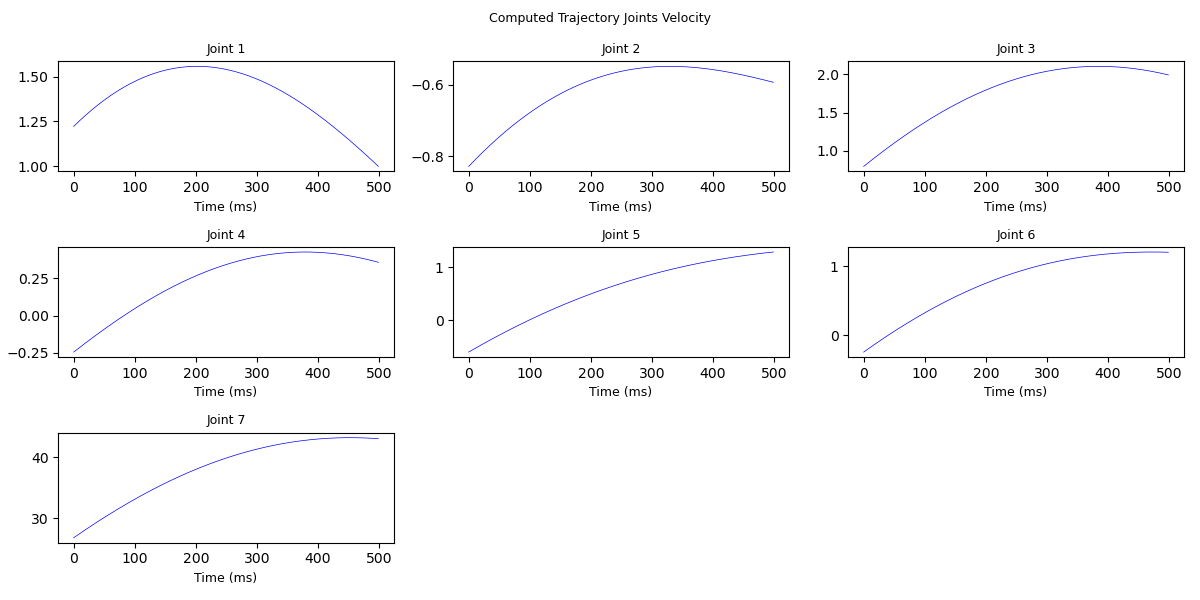 Computed Trajectory Joints Velocity
Joint 1
Joint 2
Joint 3
1.50
1.25
1.00
−0.6
−0.8
2.0
1.5
1.0
0 100 200 300 400 500
0 100 200 300 400 500
0 100 200 300 400 500
Time (ms)
Time (ms)
Time (ms)
Joint 4
Joint 5
Joint 6
0.25
0.00
−0.25
1
0
1
0
0 100 200 300 400 500
0 100 200 300 400 500
0 100 200 300 400 500
Time (ms)
Time (ms)
Time (ms)
Joint 7
40
30
0 100 200 300 400 500
Time (ms)